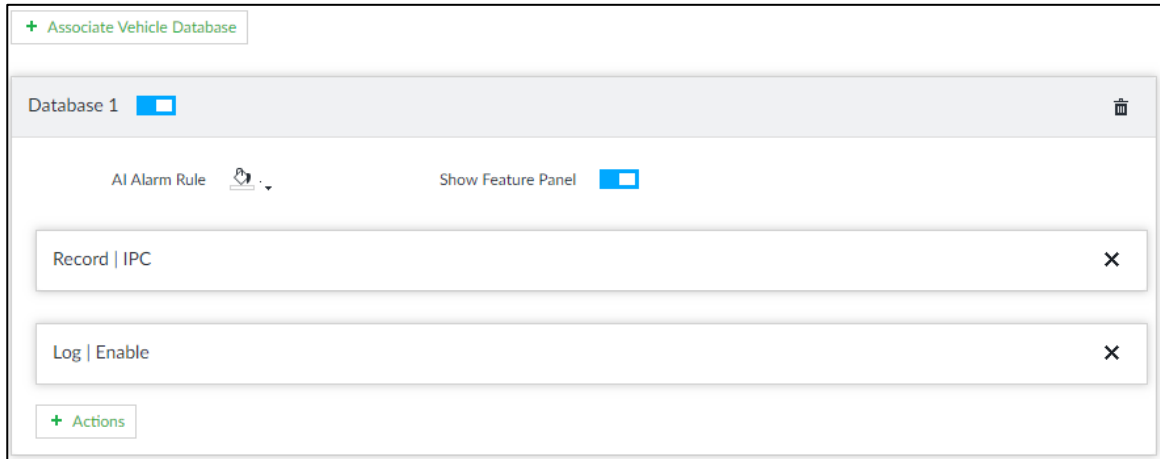 + Associate Vehicle Database
Database 1
AI Alarm Rule Show Feature Panel
Record | IPC
Log | Enable
+ Actions